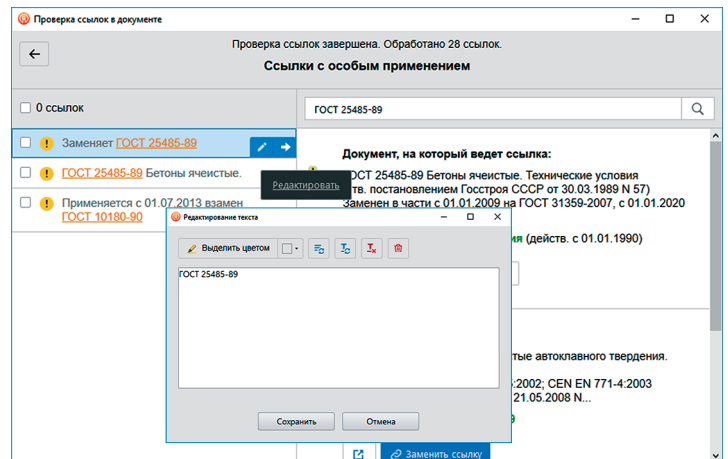 Проверка ссылок в документе
Проверка ссылок завершена. Обработано 28 ссылок.
Ссылки с особым применением
0 ссылок
Заменяет ГОСТ 25485-89
ГОСТ 25485-89 Бетоны ячеистые.
Применяется с 01.07.2013 взамен
ГОСТ 10180-90
Редактировать
ГОСТ 25485-89
Документ, на который ведет ссылка:
ГОСТ 25485-89 Бетоны ячеистые. Технические условия
тв. постановлением Госстроя СССР от 30.03.1989 N 57)
Заменен в части с 01.01.2009 на ГОСТ 31359-2007, с 01.01.2020
ия (действ. с 01.01.1990)
Редактирование текста
Выделить цветом
ГОСТ 25485-89
Сохранить
Отмена
тые автоклавного твердения.
:2002; CEN EN 771-4:2003
21.05.2008 N...
Заменить ссылку